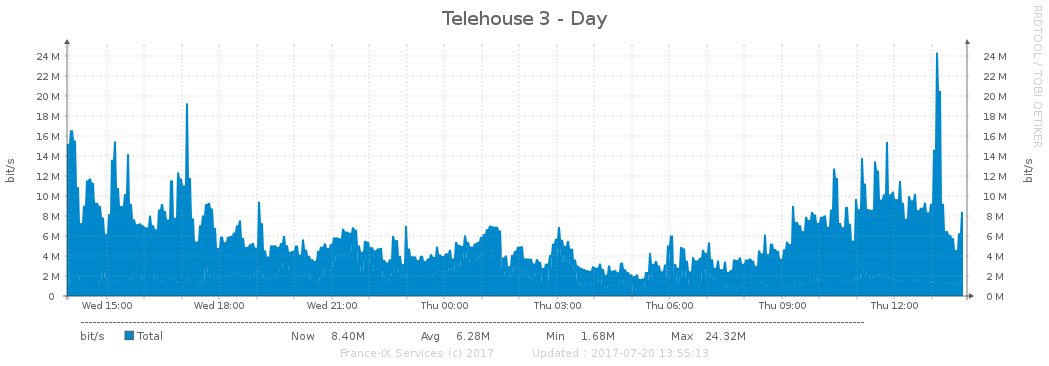 Telehouse 3 - Day
RRDTOOL / TOBI OETIKER
bit/s
bit/s
24 M 24 M
22 M 22 M
20 M 20 M
18 M 18 M
16 M 16 M
14 M 14 M
12 M 12 M
10 M 10 M
8 M 8 M
6 M 6 M
4 M 4 M
2 M 2 M
0 0 M
Wed 15:00 Wed 18:00 Wed 21:00 Thu 00:00 Thu 03:00 Thu 06:00 Thu 09:00 Thu 12:00
bit/s Total Now 8.40M Avg 6.28M Min 1.68M Max 24.32M
France-IX Services (c) 2017 Updated : 2017-07-20 13:55:13